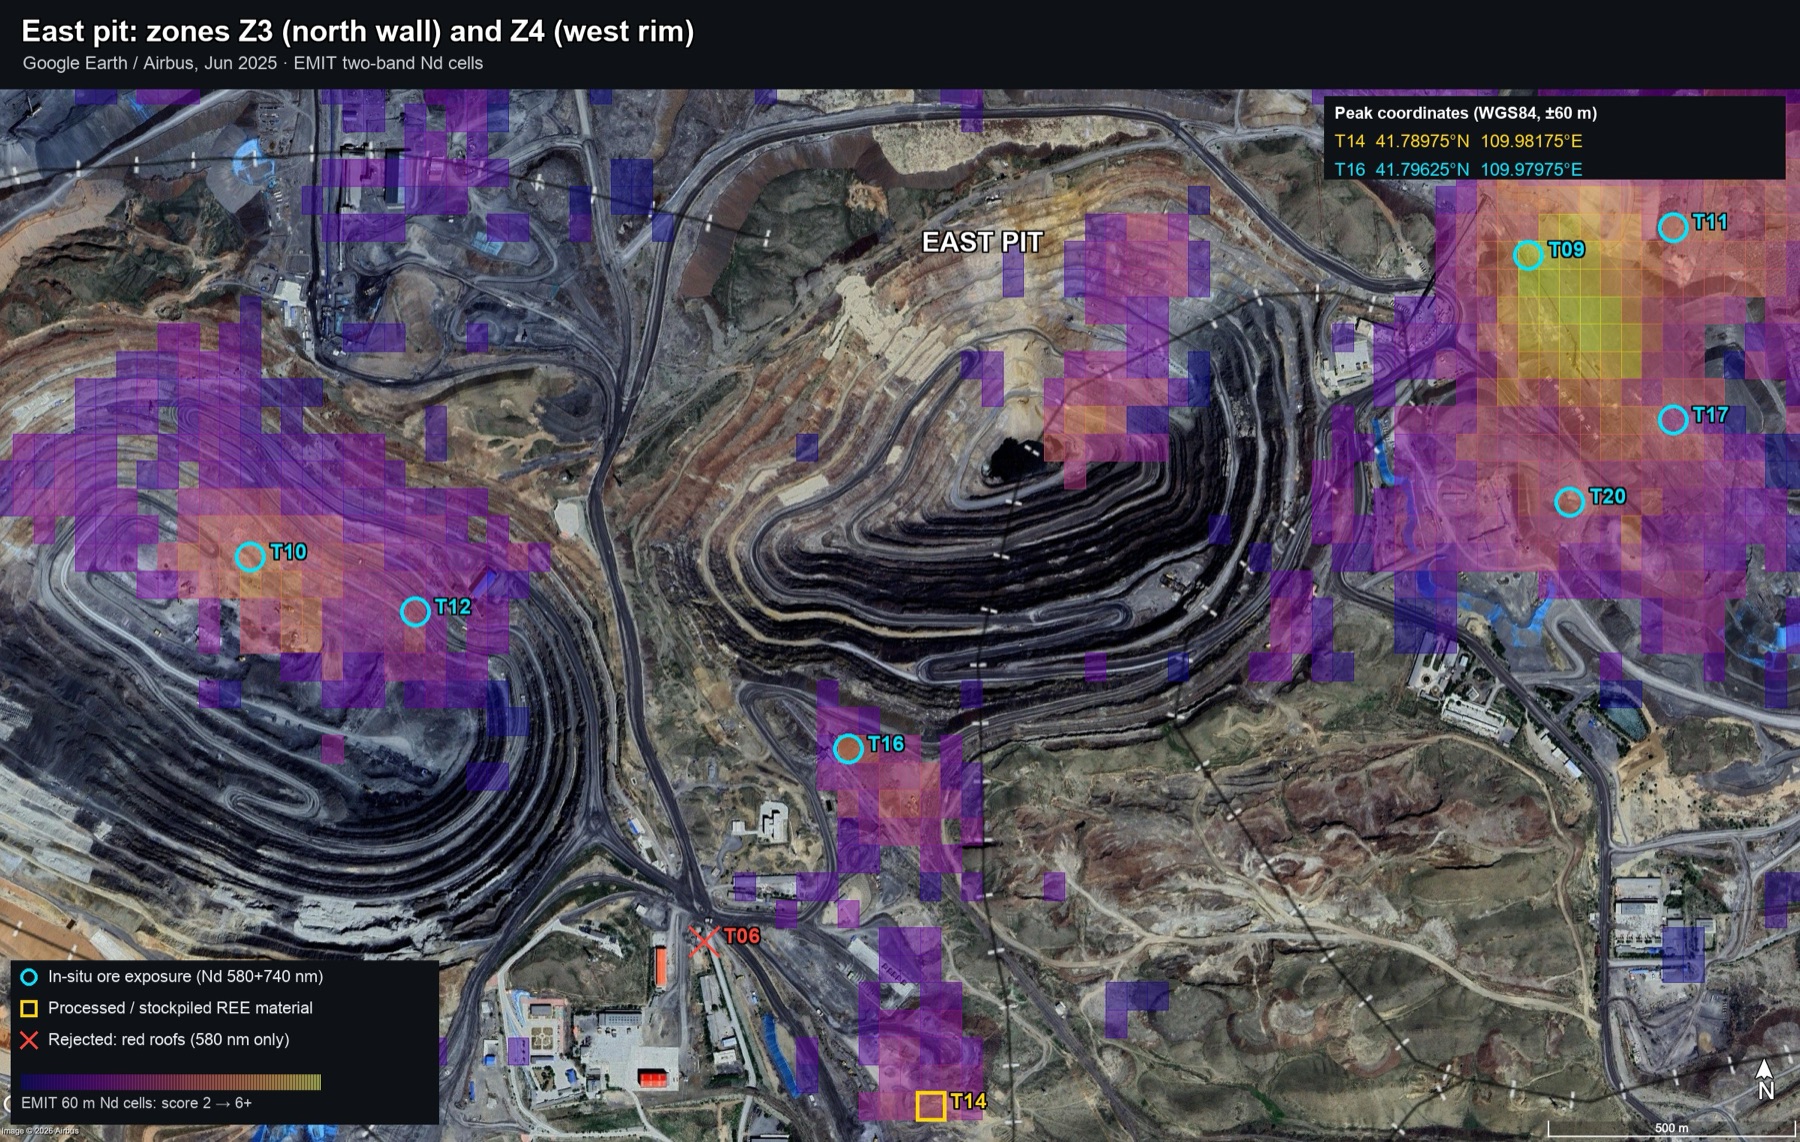 East pit: zones Z3 (north wall) and Z4 (west rim)
Google Earth / Airbus, Jun 2025 · EMIT two-band Nd cells
Peak coordinates (WGS84, ±60 m)
T14 41.78975°N 109.98175°E
T16 41.79625°N 109.97975°E
T11
T09
EAST PIT
T17
T20
T10
T12
T16
T06
In-situ ore exposure (Nd 580+740 nm)
Processed / stockpiled REE material
Rejected: red roofs (580 nm only)
EMIT 60 m Nd cells: score 2 → 6+
T14
N
500 m
Image © 2026 Airbus